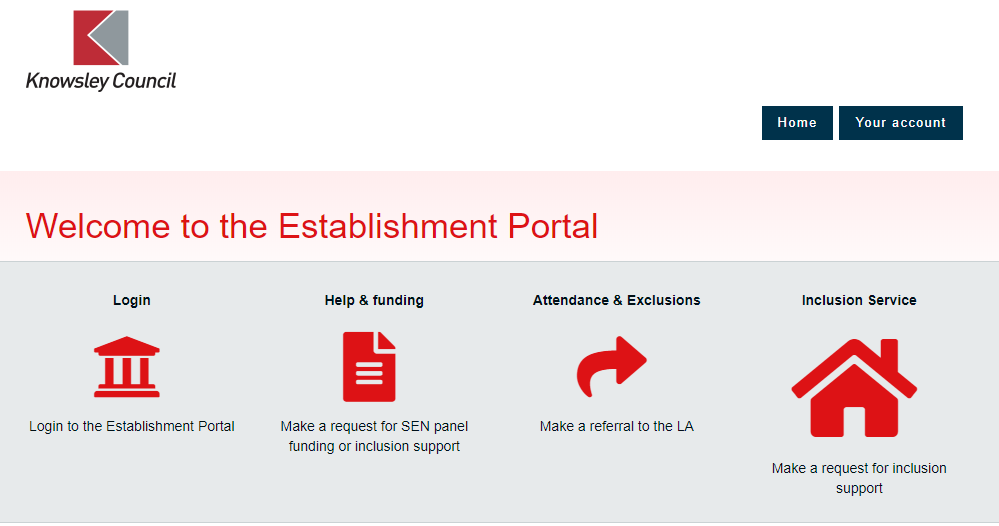 Knowsley Council
Home
Your account
Welcome to the Establishment Portal
Login
Login to the Establishment Portal
Help & funding
Make a request for SEN panel
funding or inclusion support
Attendance & Exclusions
Make a referral to the LA
Inclusion Service
Make a request for inclusion
support